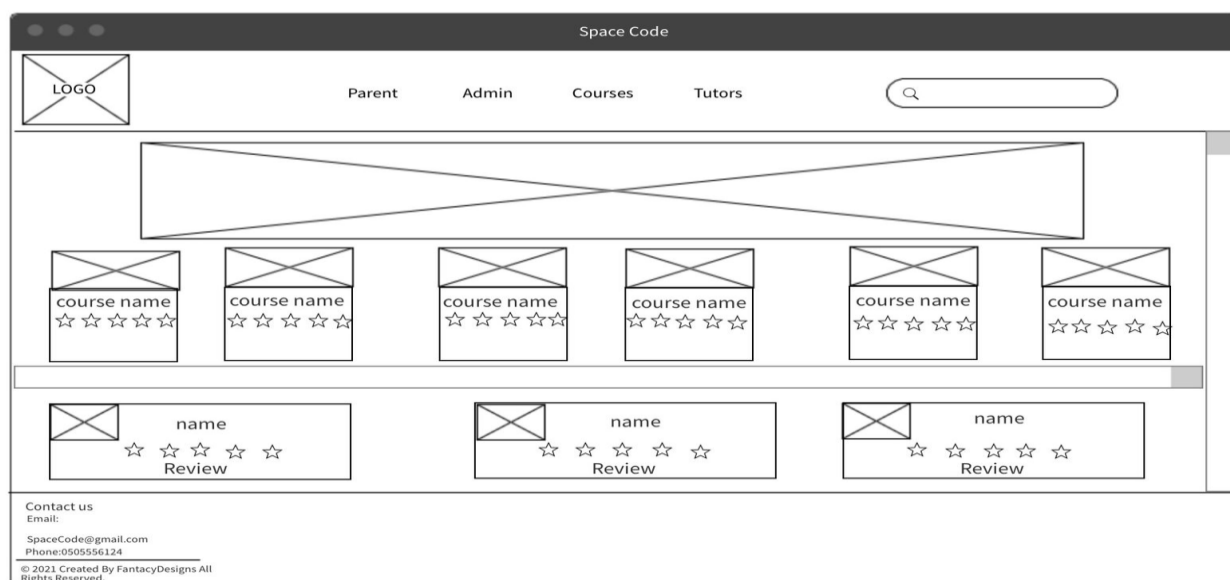 Space Code
LOGO
Parent Admin Courses Tutors
course name course name course name course name course name course name
name name name
Review Review Review
Contact us
Email:
SpaceCode@gmail.com
Phone:0505556124
© 2021 Created By FantacyDesigns All
Rights Reserved.